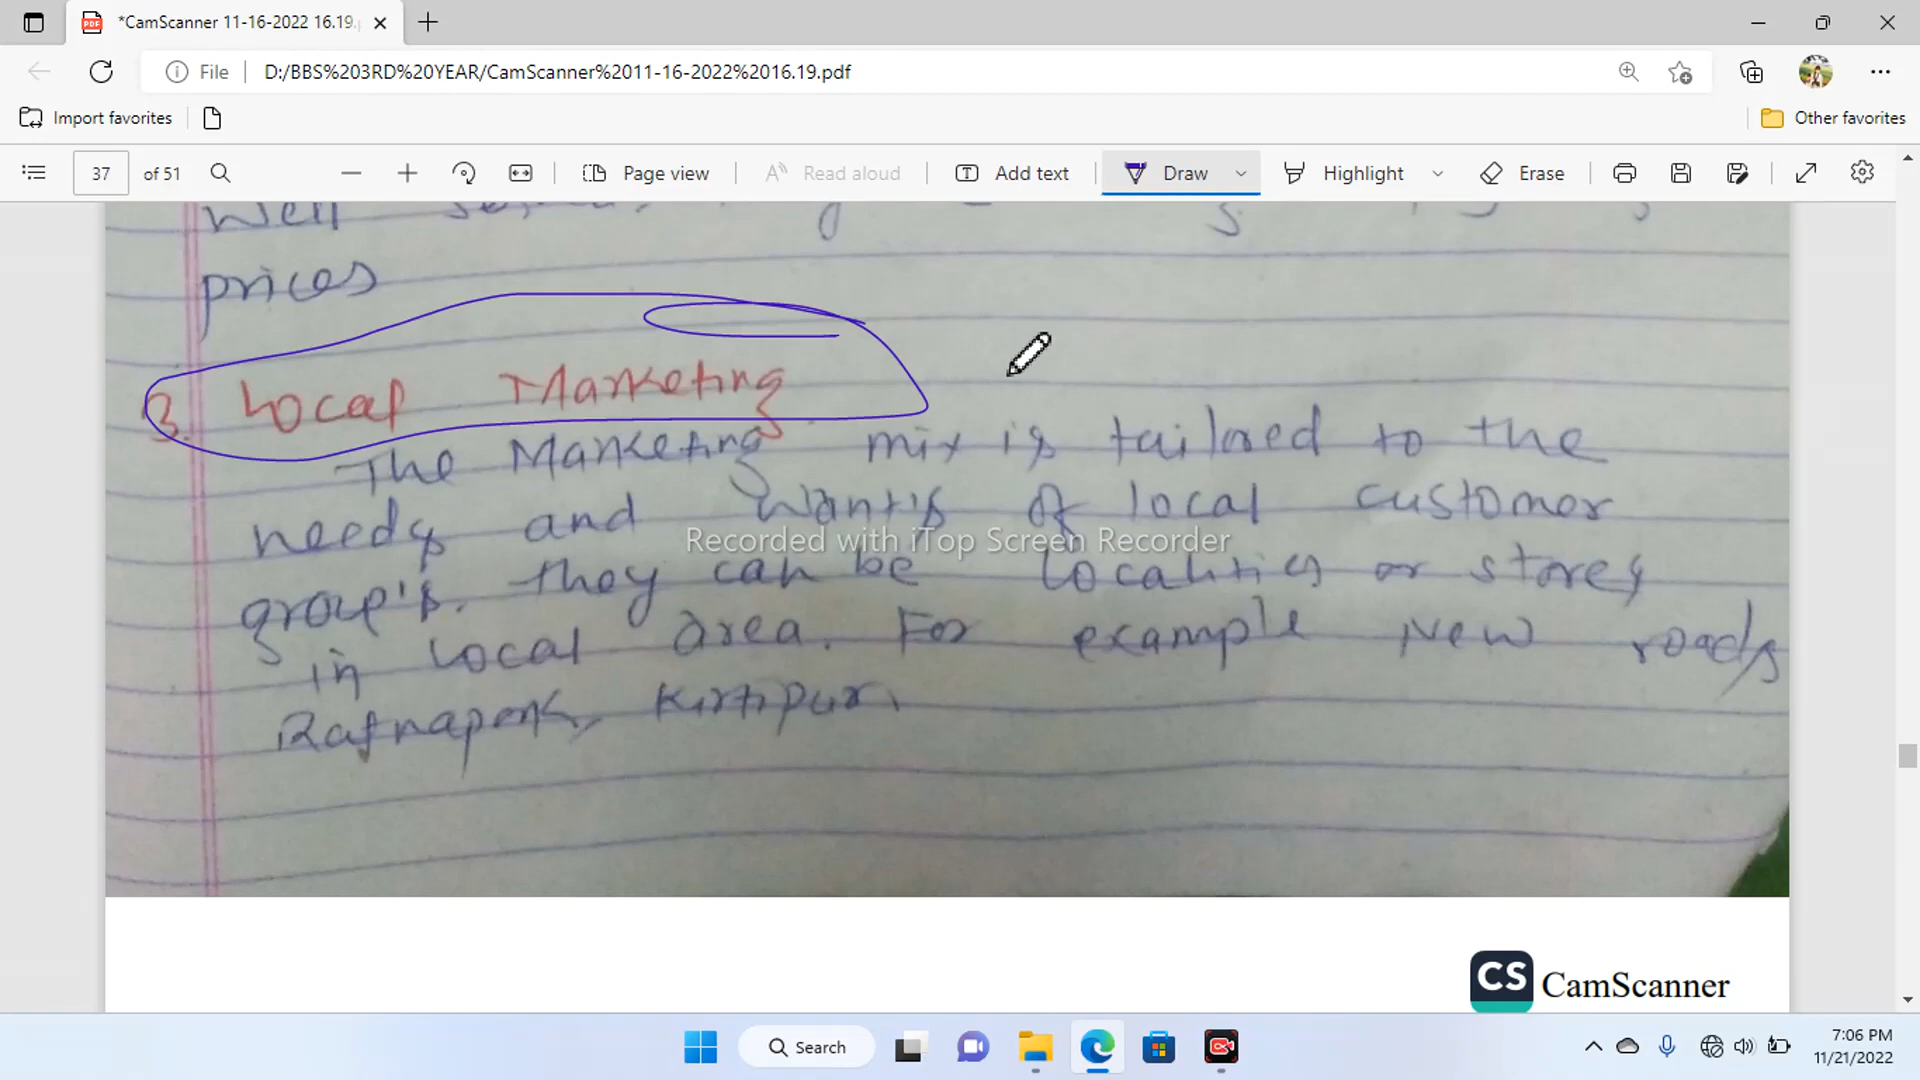 *CamScanner 11-16-2022 16.19.p
File
D:/BBS%203RD%20YEAR/CamScanner%2011-16-2022%2016.19.pdf
Import favorites
Other favorites
37 of 51
Page view
Read aloud
Add text
Draw
Highlight
Erase
Well
prices
3. Local Marketing
The Marketing mix is tailored to the
needs and want's of local customer
group's. They can be Localities or stores
in Local area. For example New roads
Ratnapark, Kirtipur.
Recorded with iTop Screen Recorder
CS CamScanner
Search
7:06 PM
11/21/2022